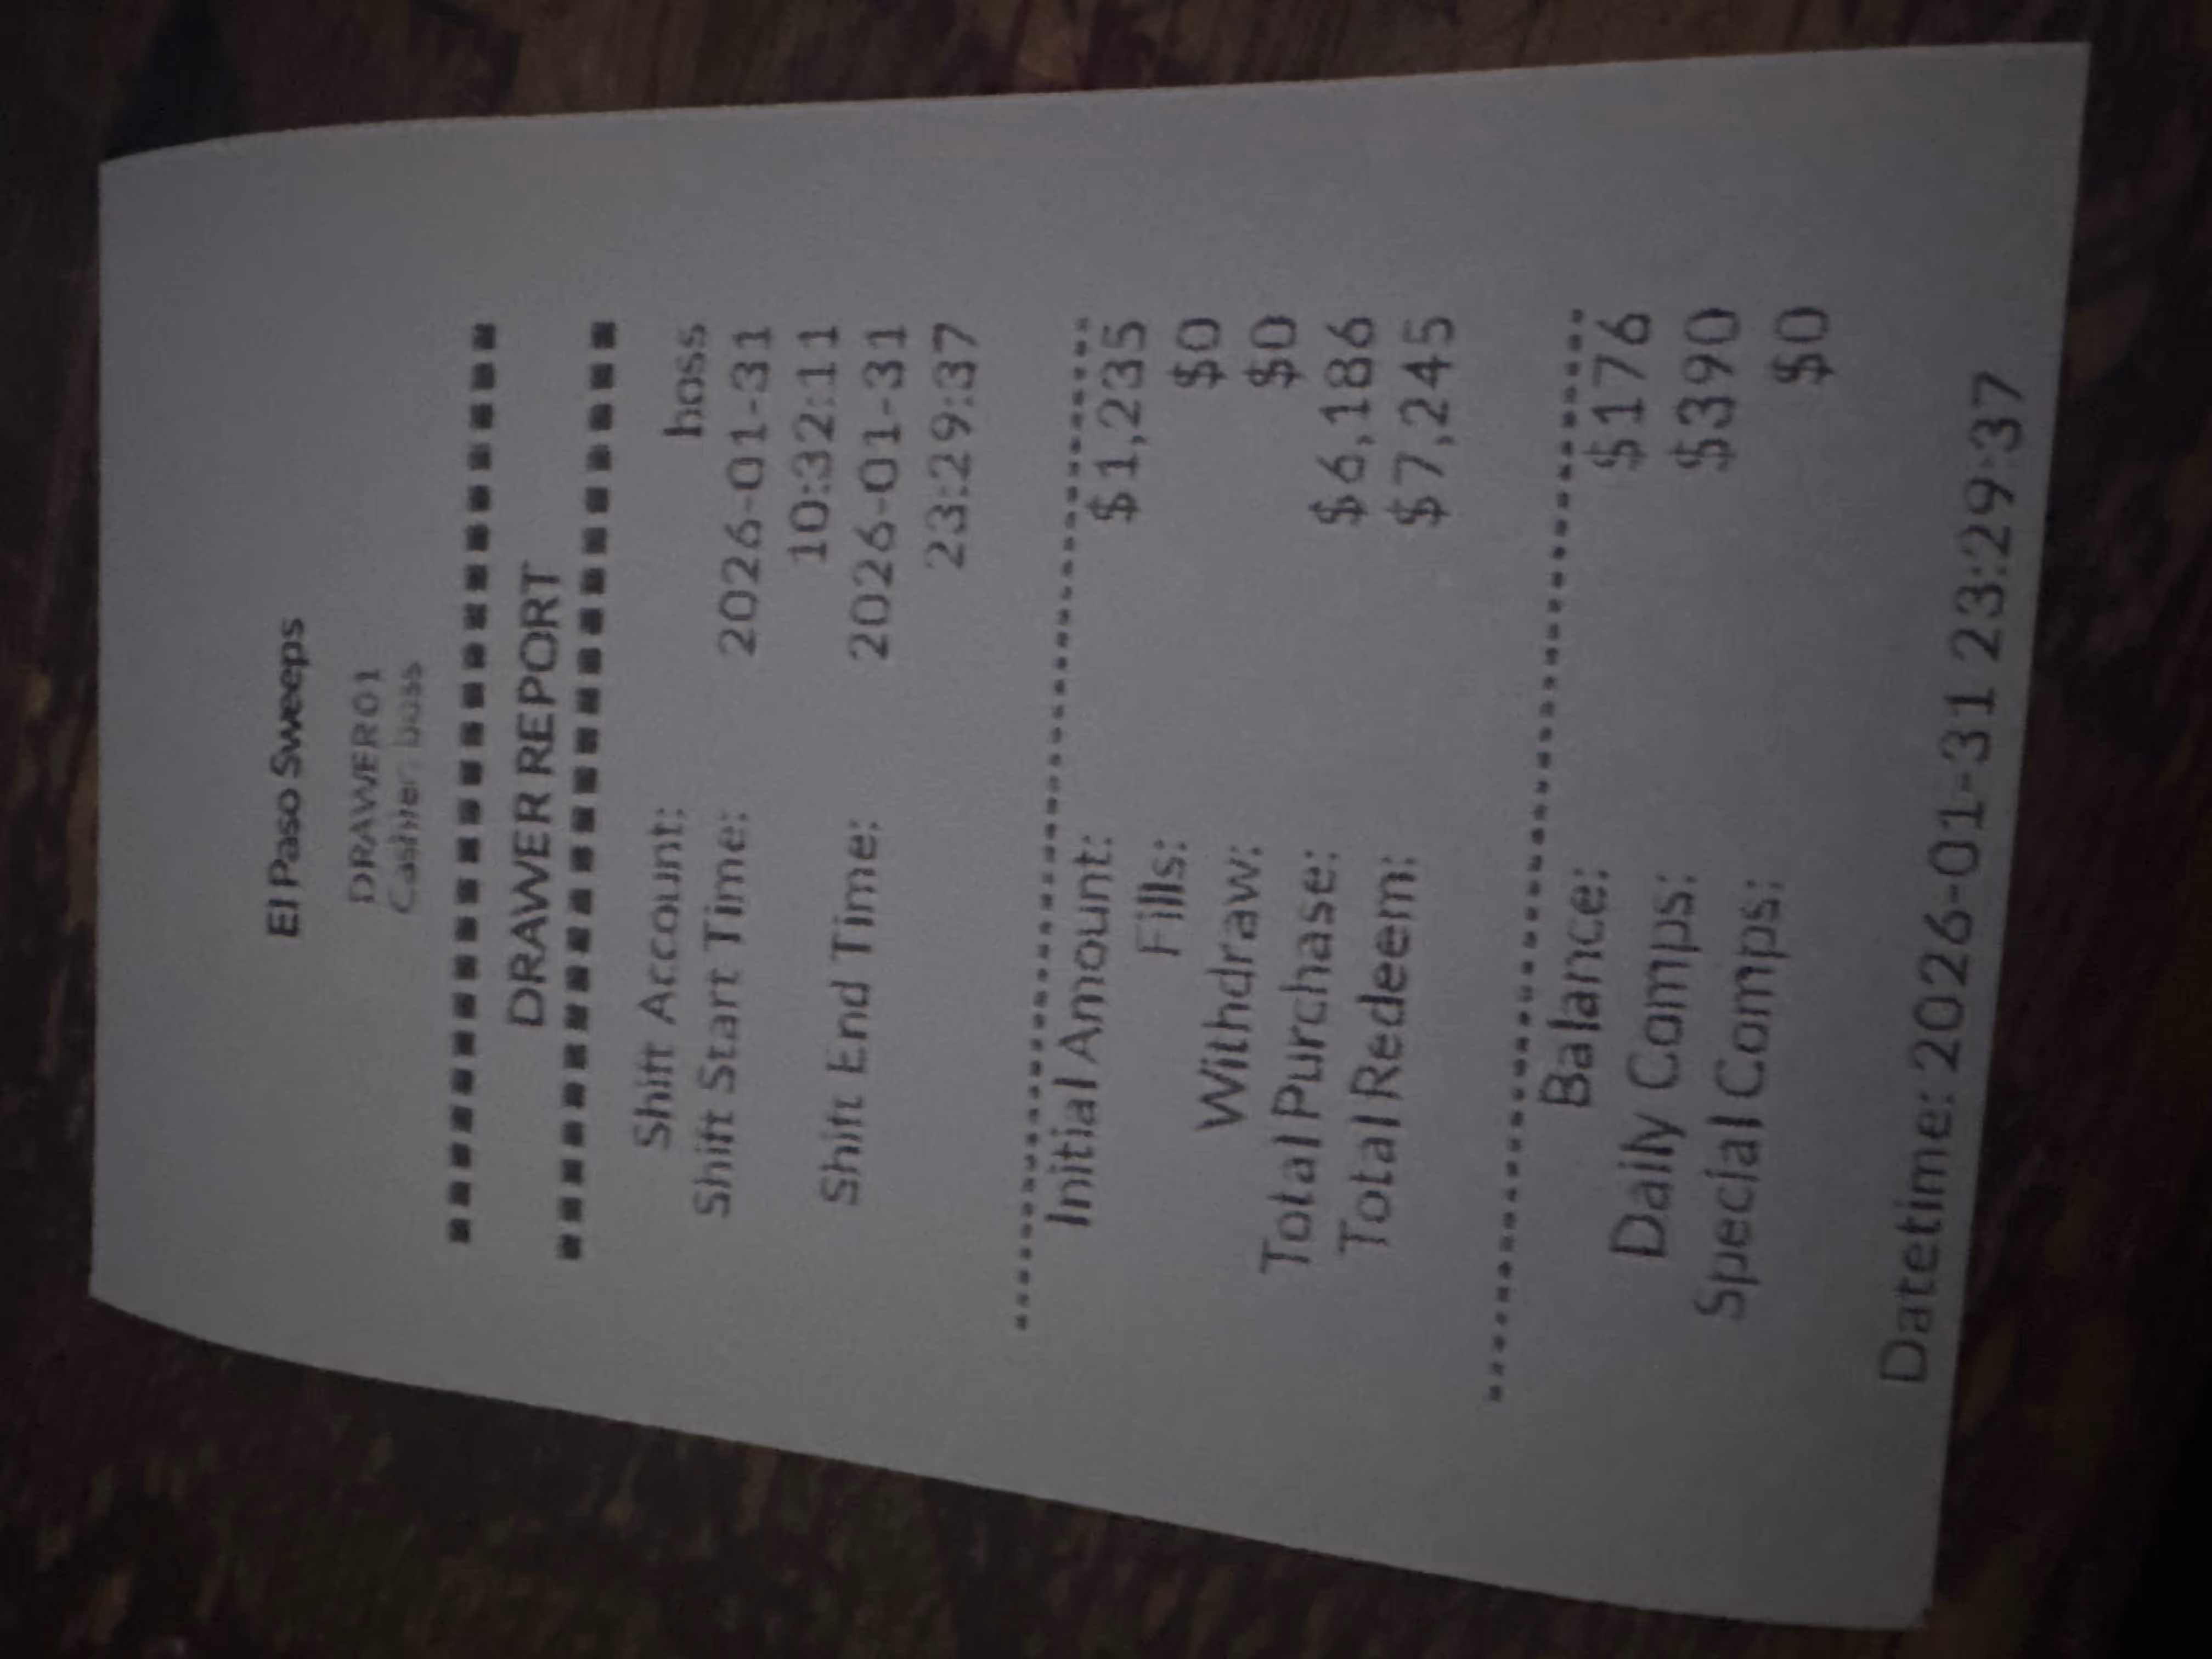 El Paso Sweeps
DRAWER01
Cashier: boss
DRAWER REPORT
Shift Account: boss
Shift Start Time: 2026-01-31
10:32:11
Shift End Time: 2026-01-31
23:29:37
Initial Amount: $1,235
Fills: $0
Withdraw: $0
Total Purchase: $6,186
Total Redeem: $7,245
Balance: $176
Daily Comps: $390
Special Comps: $0
Datetime: 2026-01-31 23:29:37